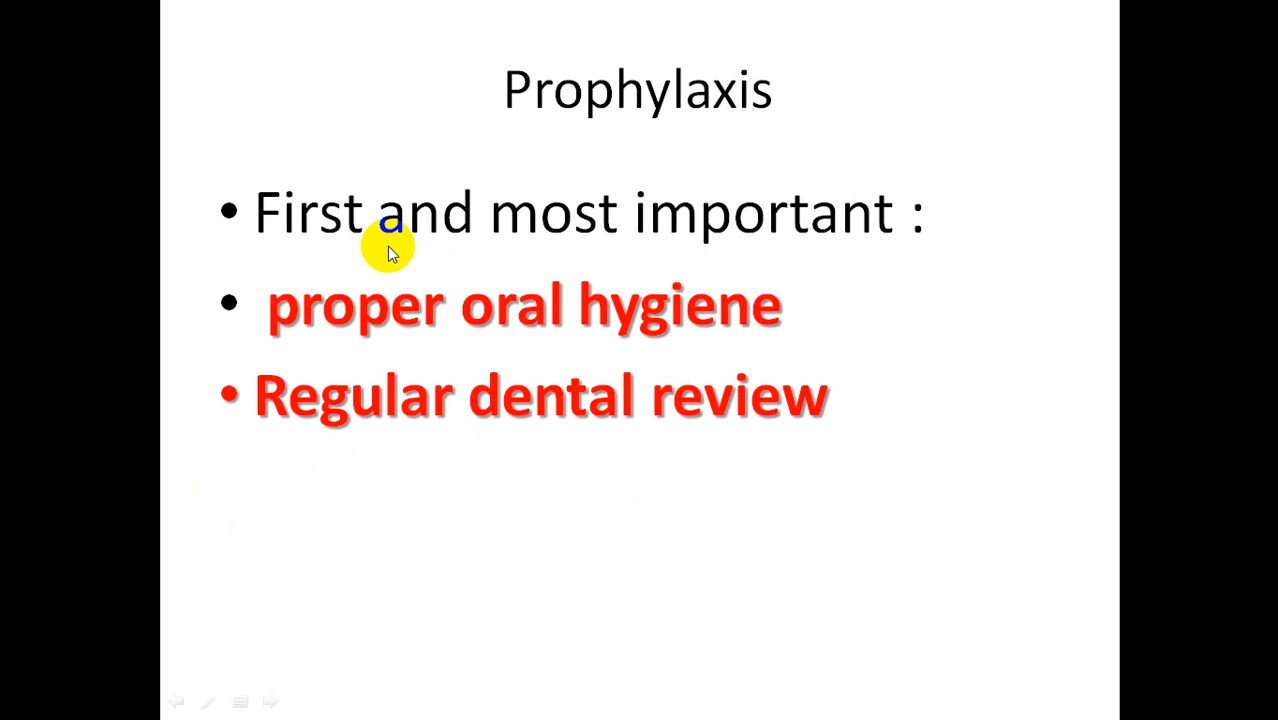 Prophylaxis
• First and most important :
• proper oral hygiene
• Regular dental review